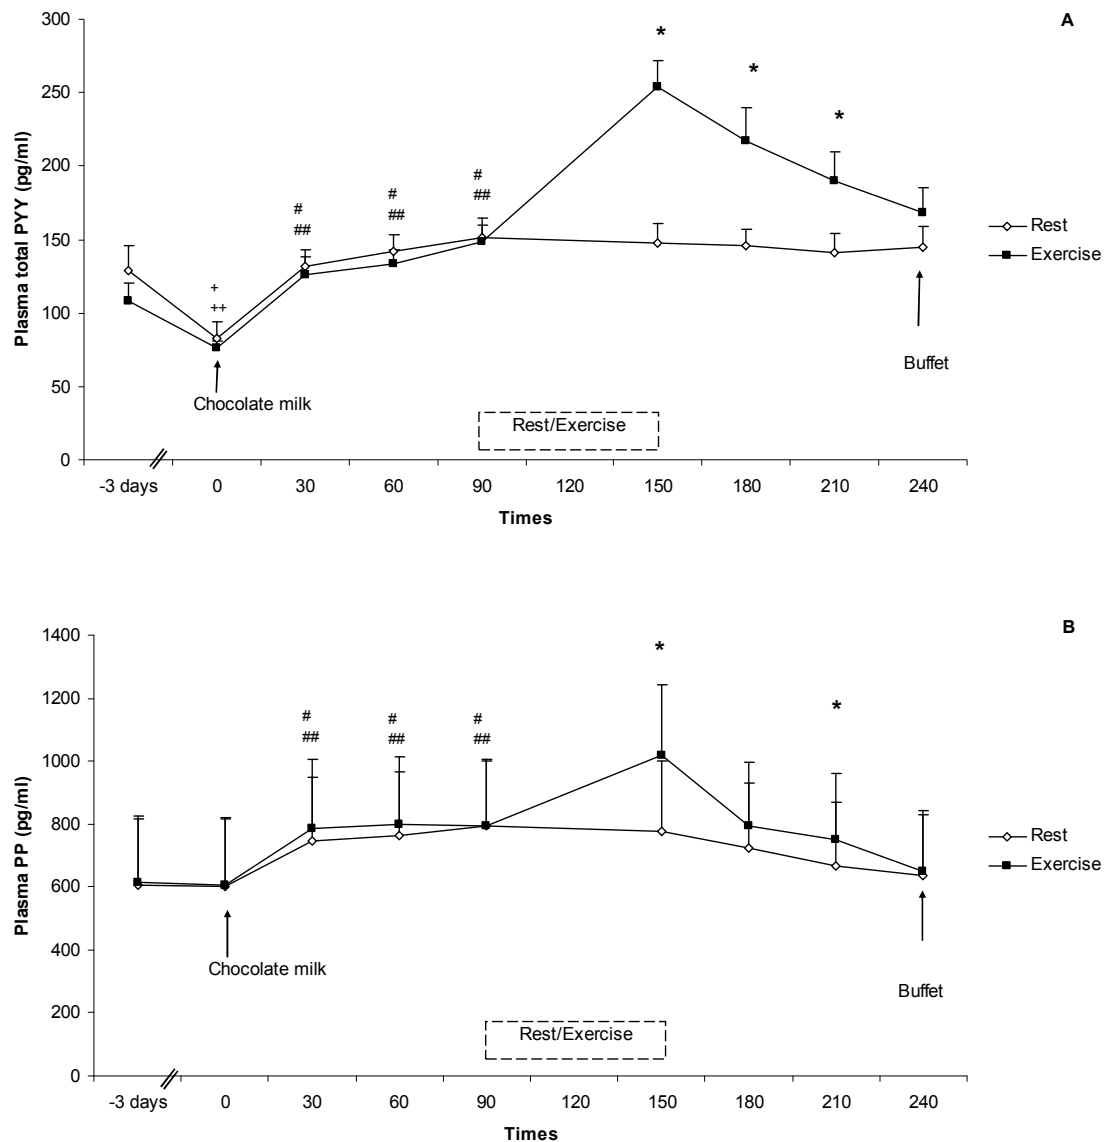 A
Plasma total PYY (pg/ml)
300
250
200
150
100
50
0
* * *
# # #
## ## ##
+
++
Chocolate milk
Rest/Exercise
Buffet
Rest
Exercise
-3 days 0 30 60 90 120 150 180 210 240
Times
B
Plasma PP (pg/ml)
1400
1200
1000
800
600
400
200
0
* *
# # #
## ## ##
Chocolate milk
Rest/Exercise
Buffet
Rest
Exercise
-3 days 0 30 60 90 120 150 180 210 240
Times